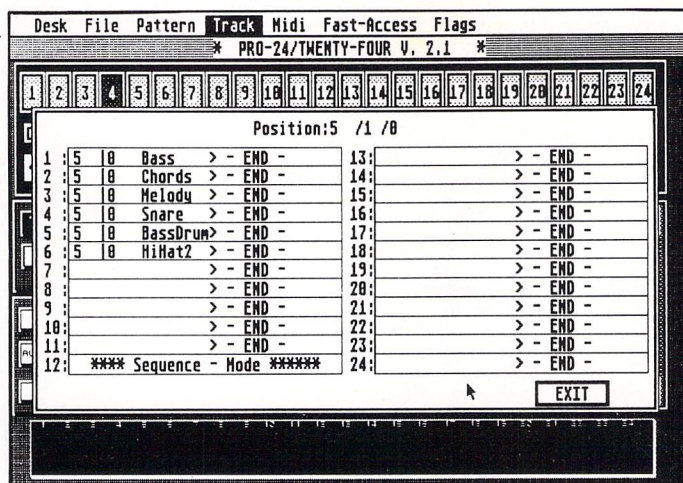 Desk File Pattern Track Midi Fast-Access Flags
* PRO-24/TWENTY-FOUR V. 2.1 *
1 2 3 4 5 6 7 8 9 10 11 12 13 14 15 16 17 18 19 20 21 22 23 24
Position:5 /1 /0
1 :5 |0 Bass > - END -
2 :5 |0 Chords > - END -
3 :5 |0 Melody > - END -
4 :5 |0 Snare > - END -
5 :5 |0 BassDrum> - END -
6 :5 |0 HiHat2 > - END -
7 : > - END -
8 : > - END -
9 : > - END -
10: > - END -
11: > - END -
12: **** Sequence - Mode ******
13: > - END -
14: > - END -
15: > - END -
16: > - END -
17: > - END -
18: > - END -
19: > - END -
20: > - END -
21: > - END -
22: > - END -
23: > - END -
24: > - END -
EXIT